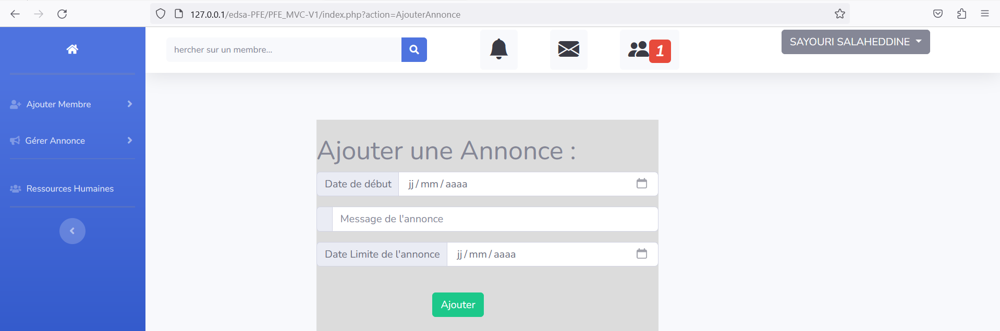 127.0.0.1/edsa-PFE/PFE_MVC-V1/index.php?action=AjouterAnnonce
hercher sur un membre...
1
SAYOURI SALAHEDDINE
Ajouter Membre
Gérer Annonce
Ressources Humaines
Ajouter une Annonce :
Date de début jj/mm/aaaa
Message de l'annonce
Date Limite de l'annonce jj/mm/aaaa
Ajouter